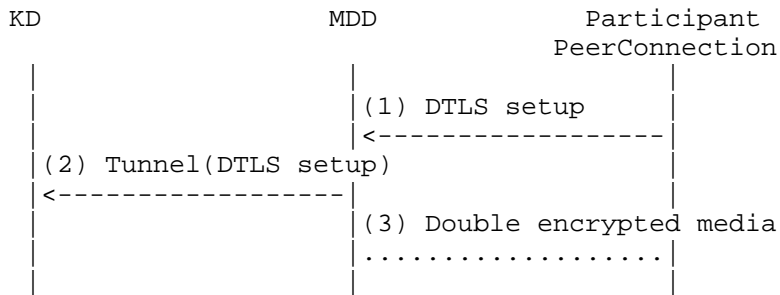 KD MDD Participant
PeerConnection
(1) DTLS setup
(2) Tunnel(DTLS setup)
(3) Double encrypted media